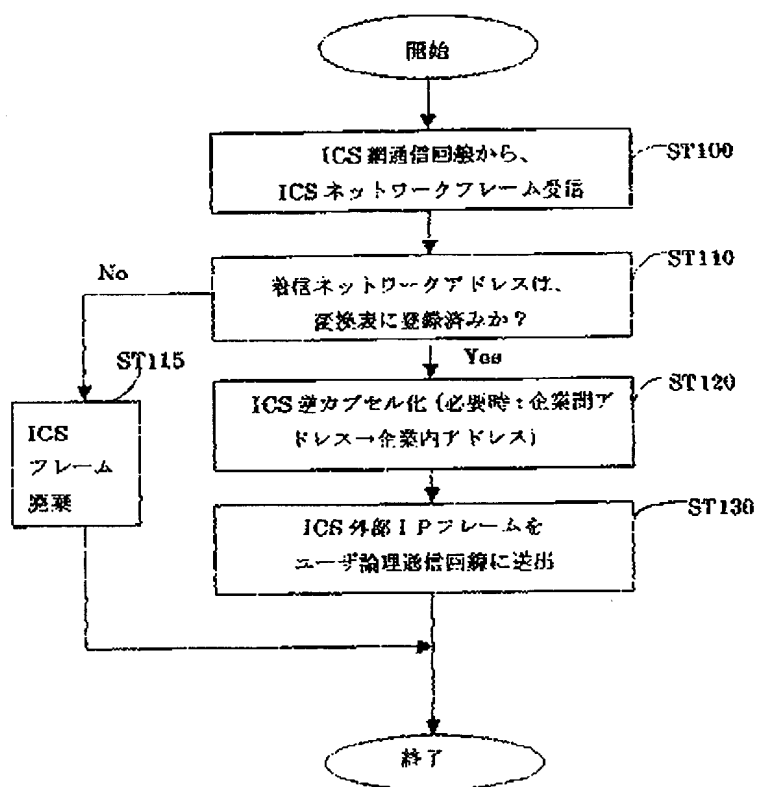 開始
ICS 網通信回線から、
ICS ネットワークフレーム受信
ST100
着信ネットワークアドレスは、
変換表に登録済みか？
ST110
No
Yes
ST115
ICS
フレーム
廃棄
ICS 逆カプセル化（必要時：企業間ア
ドレス→企業内アドレス）
ST120
ICS 外部 I P フレームを
ユーザ論理通信回線に送出
ST130
終了